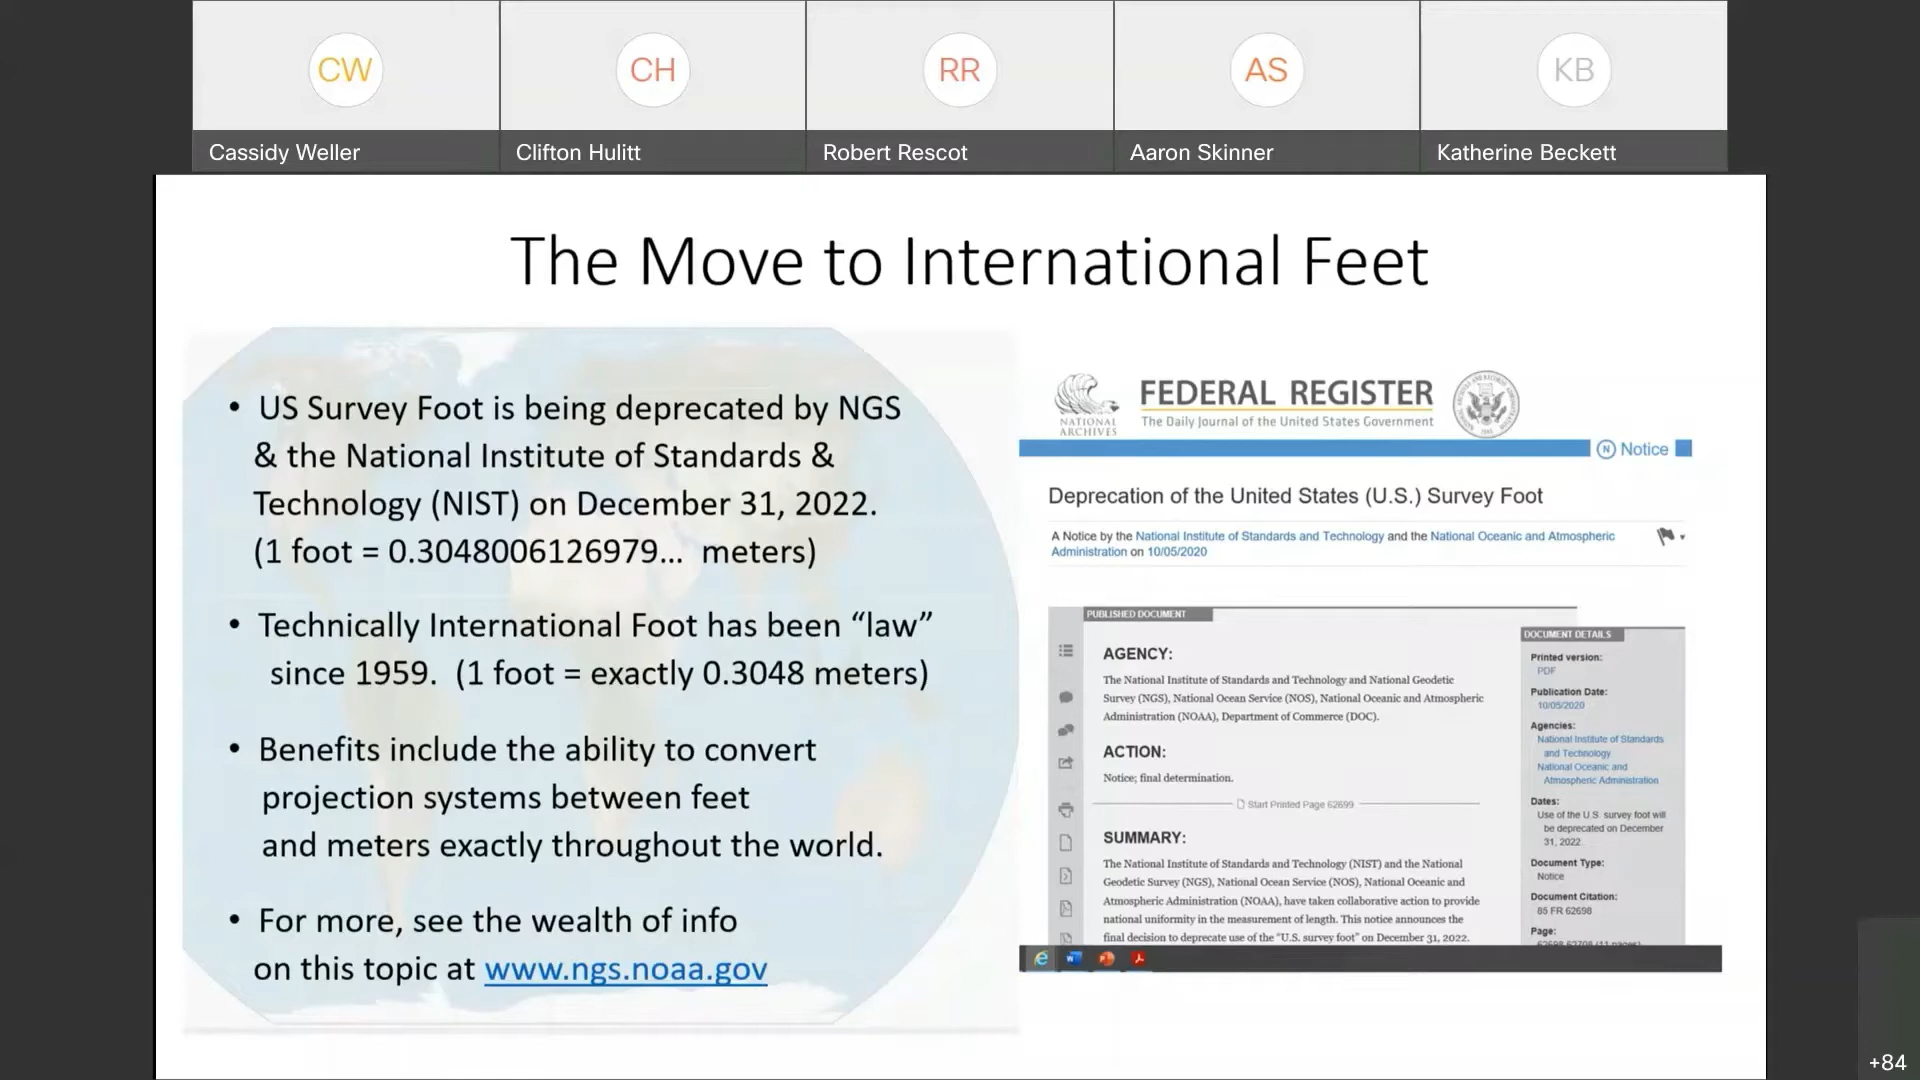 CW
CH
RR
AS
KB
Cassidy Weller
Clifton Hulitt
Robert Rescot
Aaron Skinner
Katherine Beckett
The Move to International Feet
• US Survey Foot is being deprecated by NGS
& the National Institute of Standards &
Technology (NIST) on December 31, 2022.
(1 foot = 0.3048006126979... meters)
• Technically International Foot has been “law”
since 1959. (1 foot = exactly 0.3048 meters)
• Benefits include the ability to convert
projection systems between feet
and meters exactly throughout the world.
• For more, see the wealth of info
on this topic at www.ngs.noaa.gov
NATIONAL
ARCHIVES
FEDERAL REGISTER
The Daily Journal of the United States Government
N Notice
Deprecation of the United States (U.S.) Survey Foot
A Notice by the National Institute of Standards and Technology and the National Oceanic and Atmospheric
Administration on 10/05/2020
PUBLISHED DOCUMENT
AGENCY:
The National Institute of Standards and Technology and National Geodetic
Survey (NGS), National Ocean Service (NOS), National Oceanic and Atmospheric
Administration (NOAA), Department of Commerce (DOC).
ACTION:
Notice; final determination.
Start Printed Page 62699
SUMMARY:
The National Institute of Standards and Technology (NIST) and the National
Geodetic Survey (NGS), National Ocean Service (NOS), National Oceanic and
Atmospheric Administration (NOAA), have taken collaborative action to provide
national uniformity in the measurement of length. This notice announces the
final decision to deprecate use of the “U.S. survey foot” on December 31, 2022.
DOCUMENT DETAILS
Printed version:
PDF
Publication Date:
10/05/2020
Agencies:
National Institute of Standards
and Technology
National Oceanic and
Atmospheric Administration
Dates:
Use of the U.S. survey foot will
be deprecated on December
31, 2022.
Document Type:
Notice
Document Citation:
85 FR 62698
Page:
+84